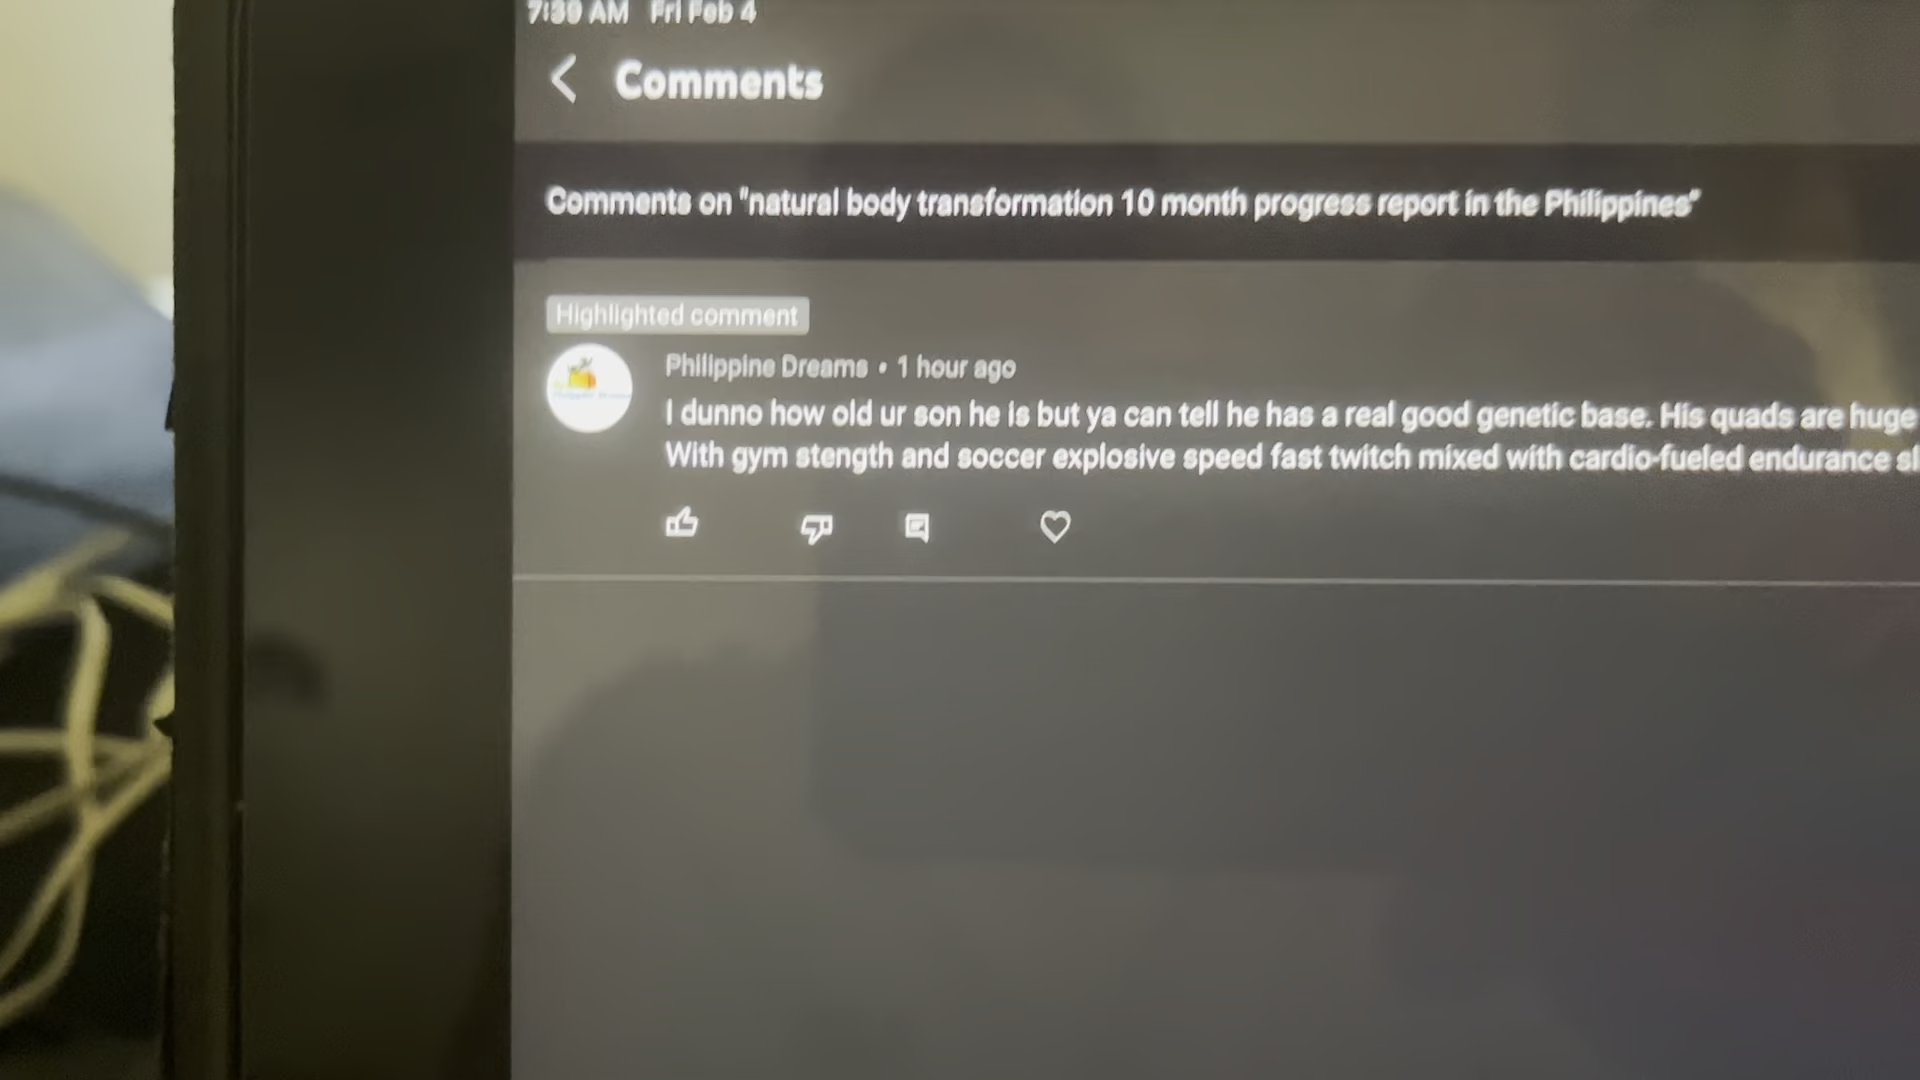 7:39 AM Fri Feb 4
Comments
Comments on "natural body transformation 10 month progress report in the Philippines"
Highlighted comment
Philippine Dreams • 1 hour ago
I dunno how old ur son he is but ya can tell he has a real good genetic base. His quads are huge
With gym stength and soccer explosive speed fast twitch mixed with cardio-fueled endurance sl